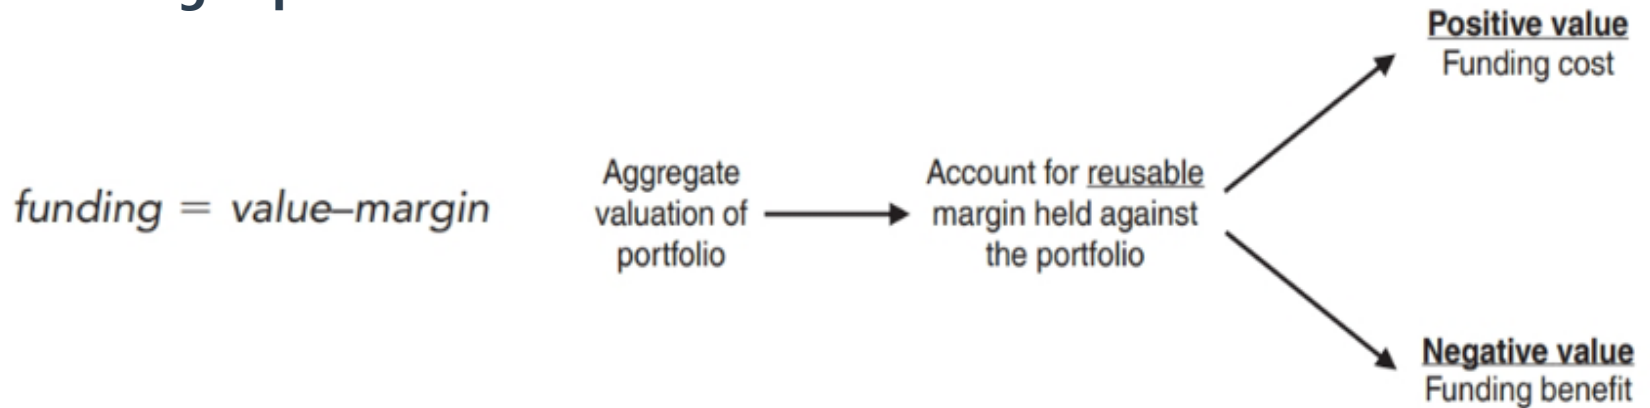 funding = value–margin
Aggregate
valuation of
portfolio
Account for reusable
margin held against
the portfolio
Positive value
Funding cost
Negative value
Funding benefit